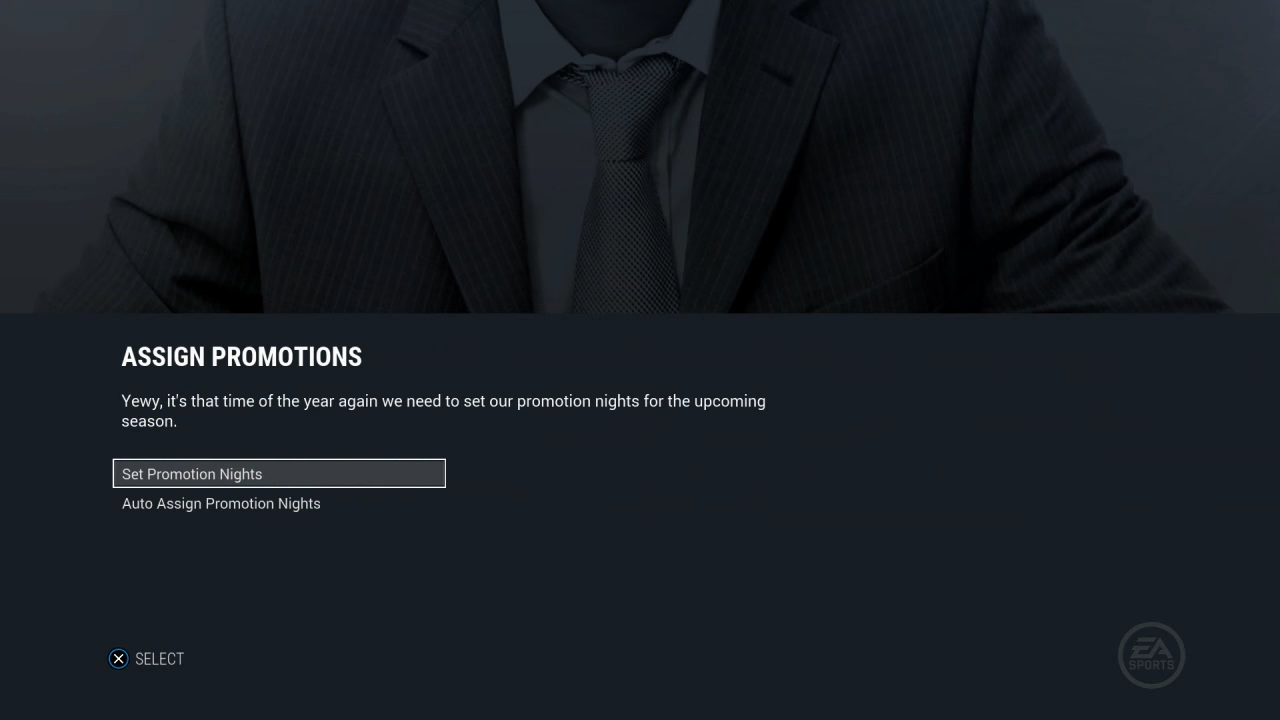 ASSIGN PROMOTIONS
Yewy, it's that time of the year again we need to set our promotion nights for the upcoming
season.
Set Promotion Nights
Auto Assign Promotion Nights
SELECT
EA
SPORTS